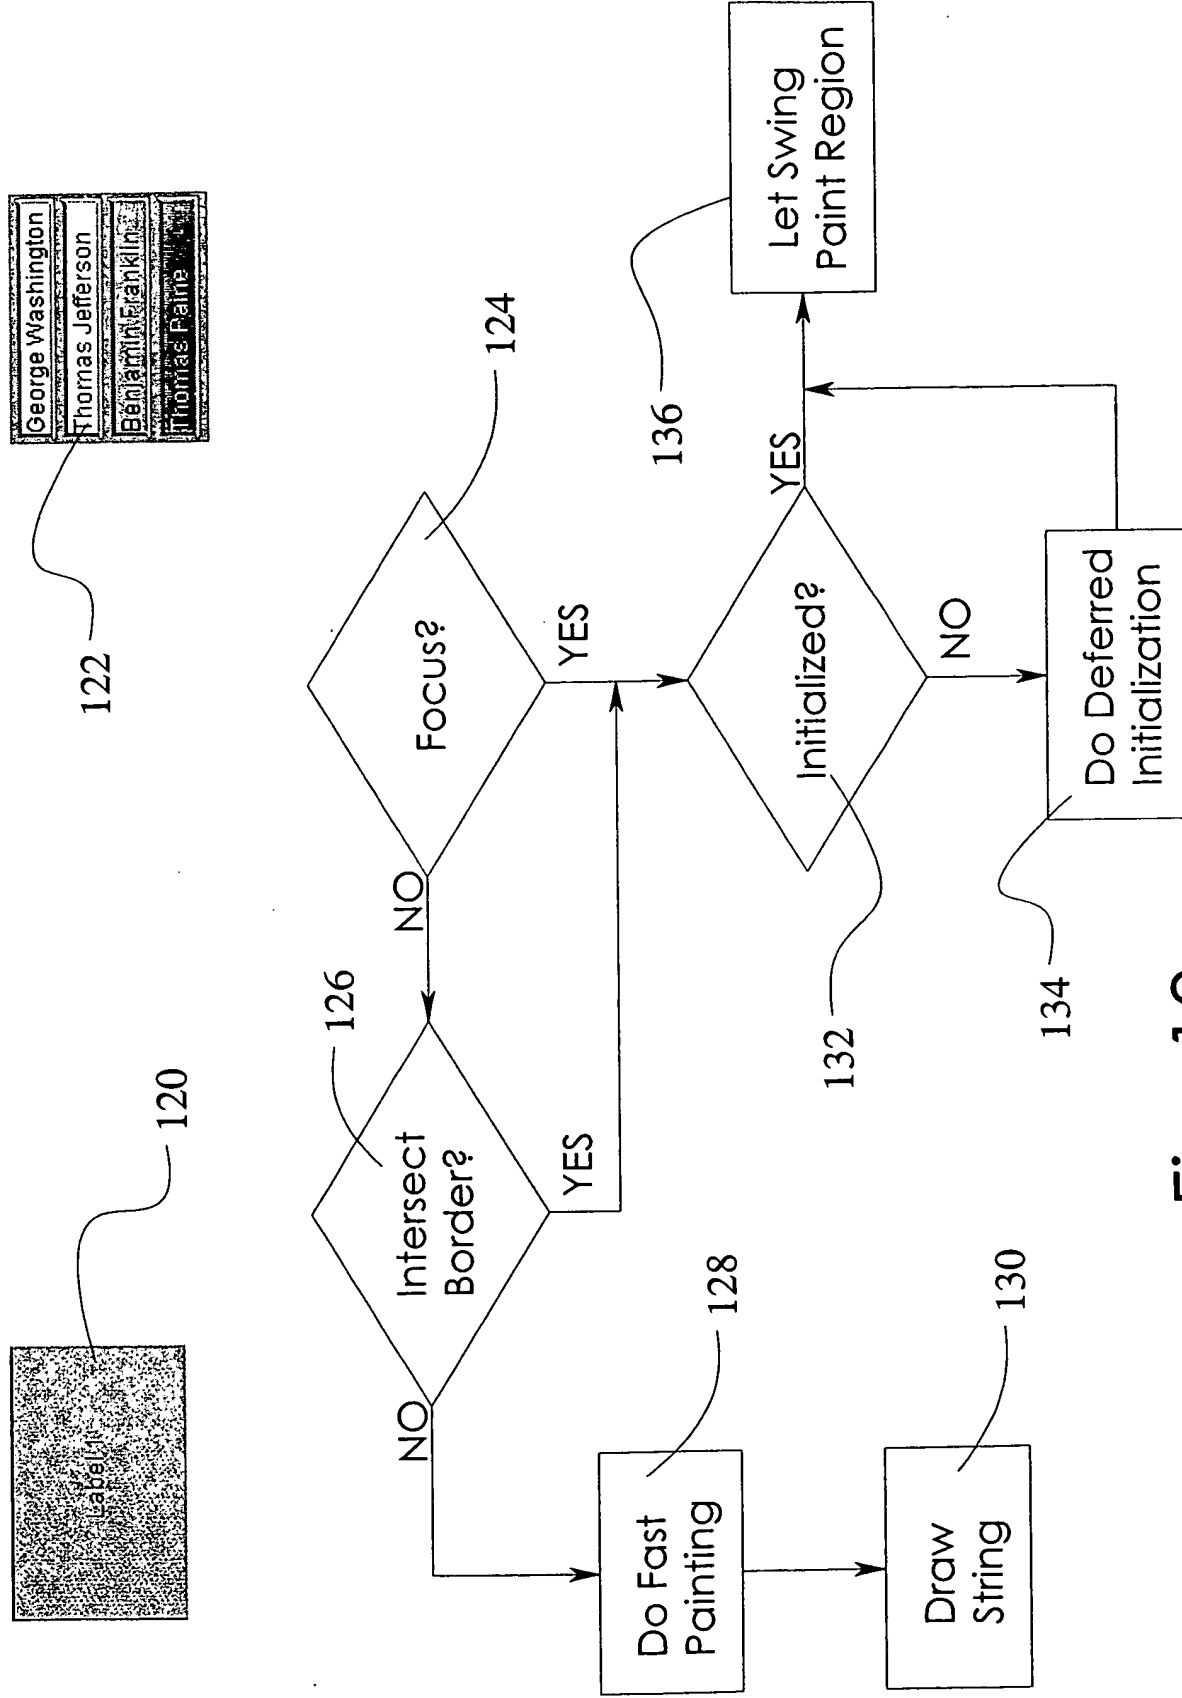 Label1
120
George Washington
Thomas Jefferson
Benjamin Franklin
Thomas Paine
122
126
124
Intersect
Border?
NO
YES
Focus?
NO
YES
Do Fast
Painting
128
Draw
String
130
Initialized?
132
YES
NO
Let Swing
Paint Region
136
Do Deferred
Initialization
134